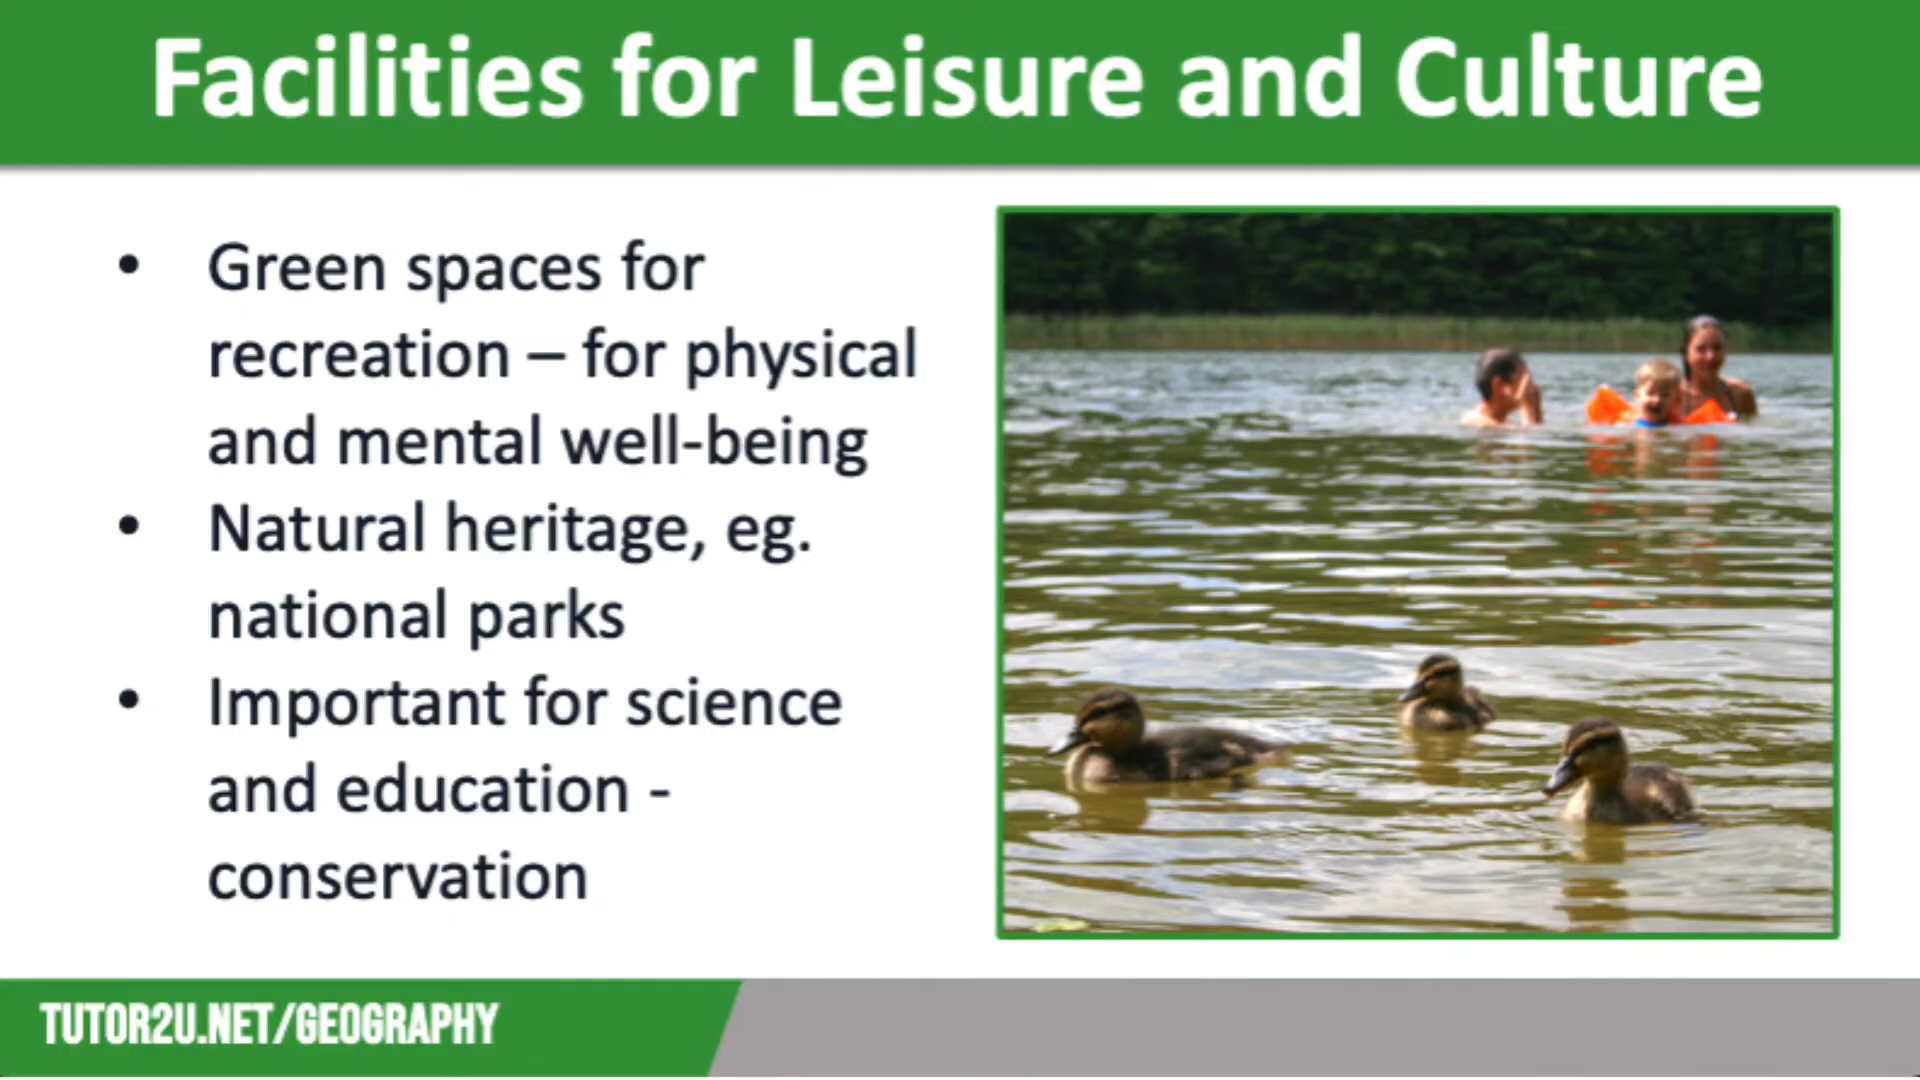 Facilities for Leisure and Culture
• Green spaces for
recreation – for physical
and mental well-being
• Natural heritage, eg.
national parks
• Important for science
and education -
conservation
TUTOR2U.NET/GEOGRAPHY